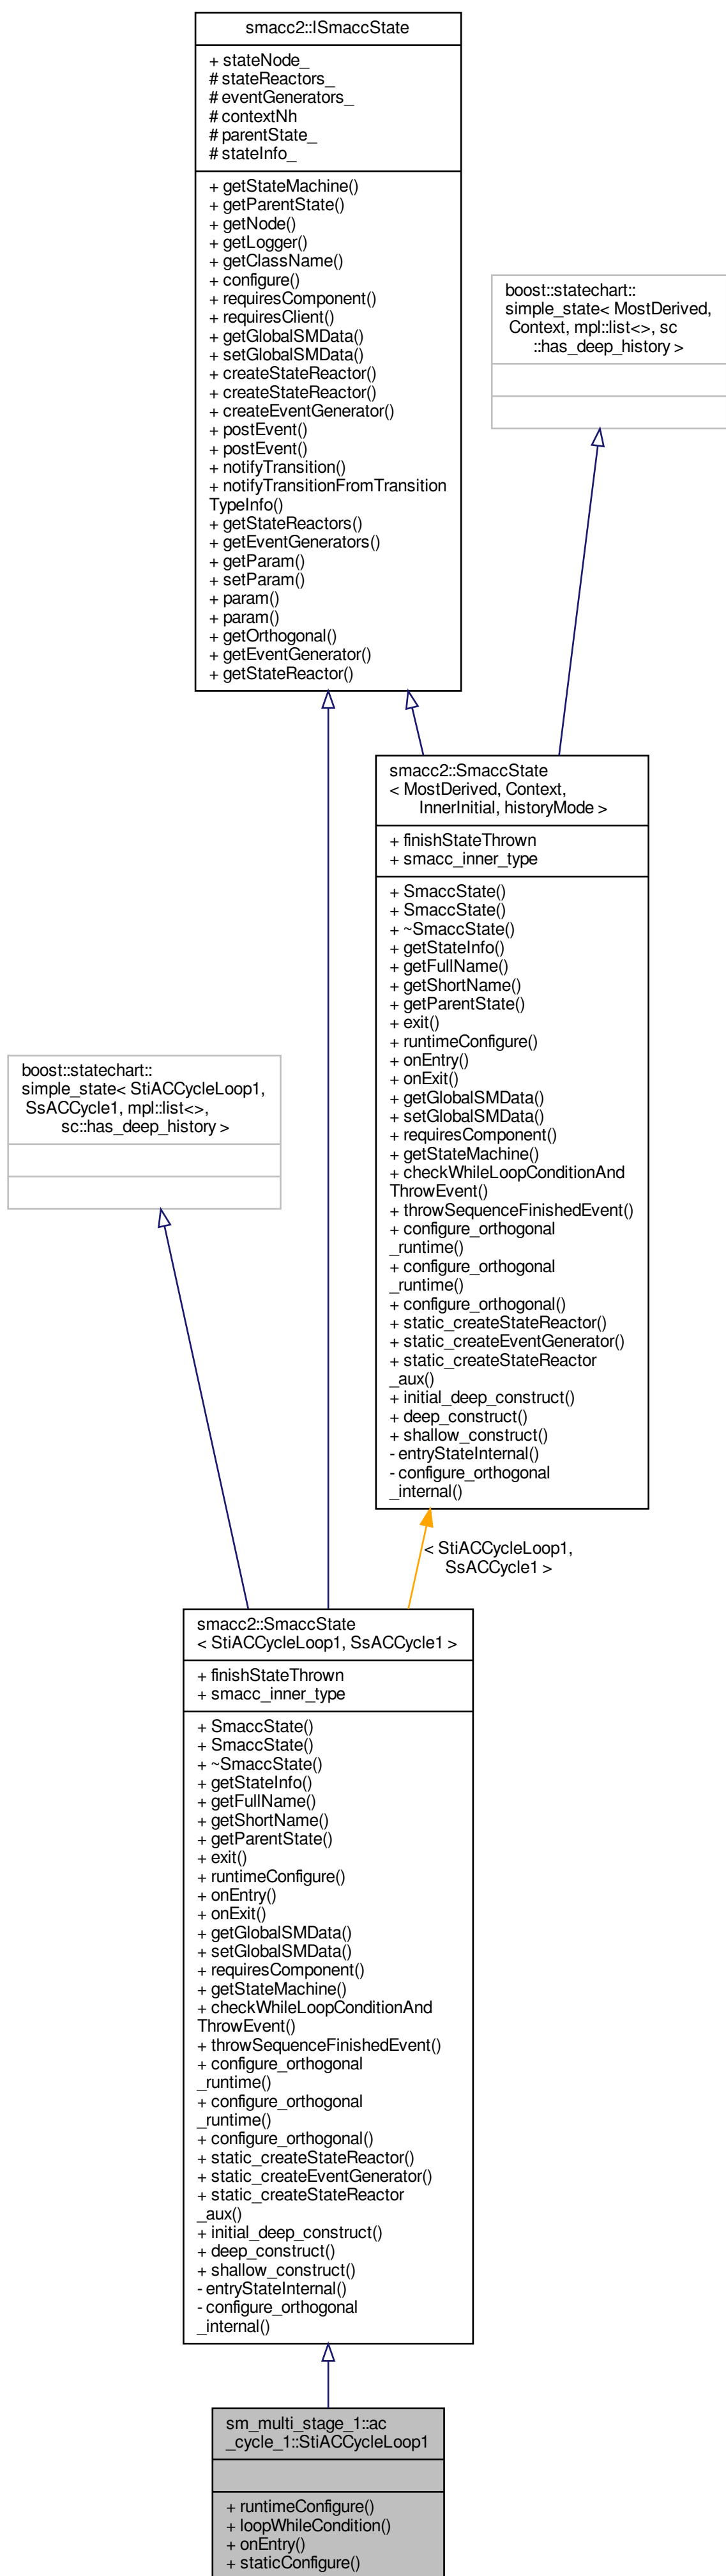 smacc2::ISmaccState
+ stateNode_
# stateReactors_
# eventGenerators_
# contextNh
# parentState_
# stateInfo_
+ getStateMachine()
+ getParentState()
+ getNode()
+ getLogger()
+ getClassName()
+ configure()
+ requiresComponent()
+ requiresClient()
+ getGlobalSMData()
+ setGlobalSMData()
+ createStateReactor()
+ createStateReactor()
+ createEventGenerator()
+ postEvent()
+ postEvent()
+ notifyTransition()
+ notifyTransitionFromTransition
TypeInfo()
+ getStateReactors()
+ getEventGenerators()
+ getParam()
+ setParam()
+ param()
+ param()
+ getOrthogonal()
+ getEventGenerator()
+ getStateReactor()
boost::statechart::
simple_state< MostDerived,
Context, mpl::list<>, sc
::has_deep_history >
smacc2::SmaccState
< MostDerived, Context,
InnerInitial, historyMode >
+ finishStateThrown
+ smacc_inner_type
+ SmaccState()
+ SmaccState()
+ ~SmaccState()
+ getStateInfo()
+ getFullName()
+ getShortName()
+ getParentState()
+ exit()
+ runtimeConfigure()
+ onEntry()
+ onExit()
+ getGlobalSMData()
+ setGlobalSMData()
+ requiresComponent()
+ getStateMachine()
+ checkWhileLoopConditionAnd
ThrowEvent()
+ throwSequenceFinishedEvent()
+ configure_orthogonal
_runtime()
+ configure_orthogonal
_runtime()
+ configure_orthogonal()
+ static_createStateReactor()
+ static_createEventGenerator()
+ static_createStateReactor
_aux()
+ initial_deep_construct()
+ deep_construct()
+ shallow_construct()
- entryStateInternal()
- configure_orthogonal
_internal()
boost::statechart::
simple_state< StiACCycleLoop1,
SsACCycle1, mpl::list<>,
sc::has_deep_history >
< StiACCycleLoop1,
SsACCycle1 >
smacc2::SmaccState
< StiACCycleLoop1, SsACCycle1 >
+ finishStateThrown
+ smacc_inner_type
+ SmaccState()
+ SmaccState()
+ ~SmaccState()
+ getStateInfo()
+ getFullName()
+ getShortName()
+ getParentState()
+ exit()
+ runtimeConfigure()
+ onEntry()
+ onExit()
+ getGlobalSMData()
+ setGlobalSMData()
+ requiresComponent()
+ getStateMachine()
+ checkWhileLoopConditionAnd
ThrowEvent()
+ throwSequenceFinishedEvent()
+ configure_orthogonal
_runtime()
+ configure_orthogonal
_runtime()
+ configure_orthogonal()
+ static_createStateReactor()
+ static_createEventGenerator()
+ static_createStateReactor
_aux()
+ initial_deep_construct()
+ deep_construct()
+ shallow_construct()
- entryStateInternal()
- configure_orthogonal
_internal()
sm_multi_stage_1::ac
_cycle_1::StiACCycleLoop1
+ runtimeConfigure()
+ loopWhileCondition()
+ onEntry()
+ staticConfigure()